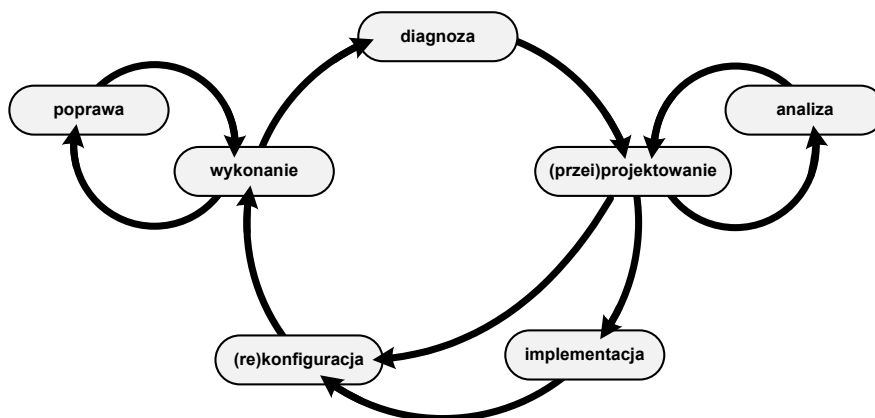 diagnoza
poprawa
analiza
wykonanie
(przei)projektowanie
(re)konfiguracja
implementacja